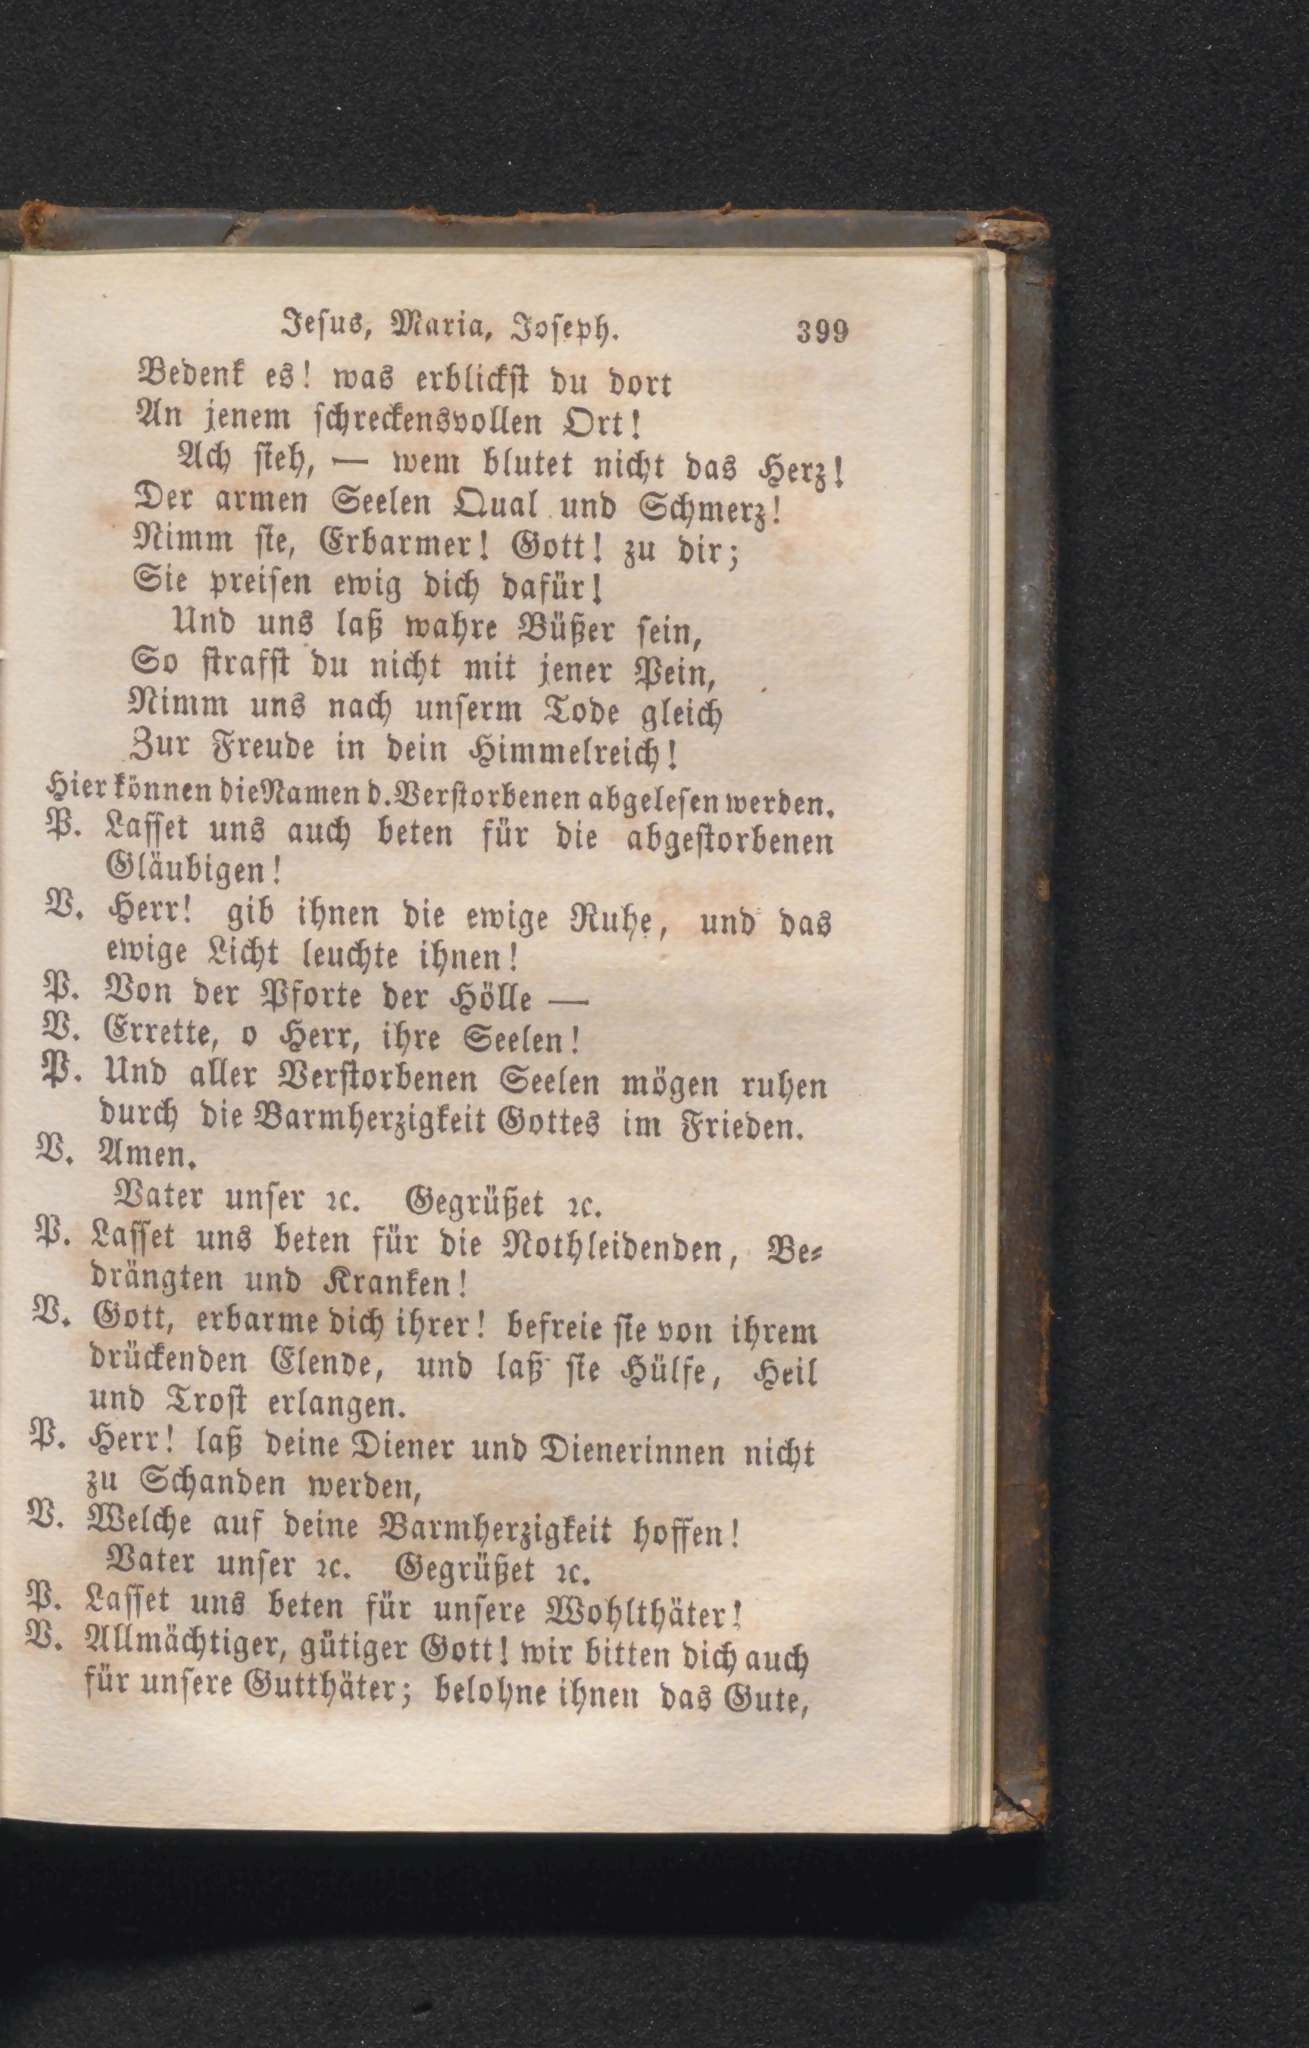 Jesus, Maria, Joseph. 399
Bedenk es! was erblickst du dort
An jenem schreckensvollen Ort!
Ach sieh, — wem blutet nicht das Herz!
Der armen Seelen Qual und Schmerz!
Nimm sie, Erbarmer! Gott! zu dir;
Sie preisen ewig dich dafür!
Und uns laß wahre Büßer sein,
So strafst du nicht mit jener Pein,
Nimm uns nach unserm Tode gleich
Zur Freude in dein Himmelreich!
Hier können die Namen d. Verstorbenen abgelesen werden.
P. Lasset uns auch beten für die abgestorbenen
Gläubigen!
V. Herr! gib ihnen die ewige Ruhe, und das
ewige Licht leuchte ihnen!
P. Von der Pforte der Hölle —
V. Errette, o Herr, ihre Seelen!
P. Und aller Verstorbenen Seelen mögen ruhen
durch die Barmherzigkeit Gottes im Frieden.
V. Amen.
Vater unser ꝛc. Gegrüßet ꝛc.
P. Lasset uns beten für die Nothleidenden, Be⸗
drängten und Kranken!
V. Gott, erbarme dich ihrer! befreie sie von ihrem
drückenden Elende, und laß sie Hülfe, Heil
und Trost erlangen.
P. Herr! laß deine Diener und Dienerinnen nicht
zu Schanden werden,
V. Welche auf deine Barmherzigkeit hoffen!
Vater unser ꝛc. Gegrüßet ꝛc.
P. Lasset uns beten für unsere Wohlthäter!
V. Allmächtiger, gütiger Gott! wir bitten dich auch
für unsere Gutthäter; belohne ihnen das Gute,